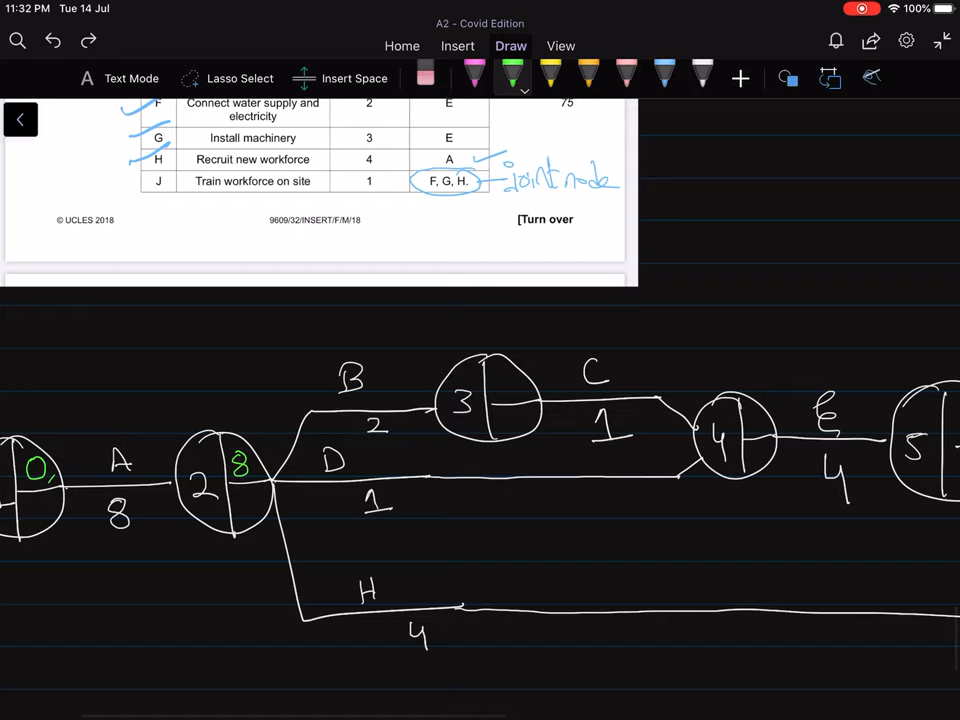 11:32 PM Tue 14 Jul
100%
A2 - Covid Edition
Home Insert Draw View
A Text Mode Lasso Select Insert Space
F Connect water supply and electricity 2 E 75
G Install machinery 3 E
H Recruit new workforce 4 A
J Train workforce on site 1 F, G, H. joint node
© UCLES 2018 9609/32/INSERT/F/M/18 [Turn over
B 2
3
C 1
0
A 8
2 8
D 1
4
E 4
5
H 4